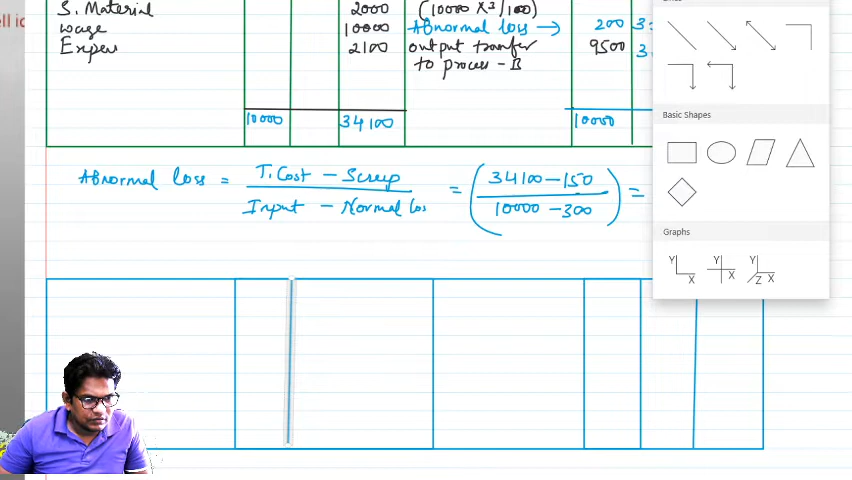 S. Material 2000 (10000 x 3/100)
wage 10000 Abnormal loss → 200
Expen 2100 output transfer 9500
to process - B
10000 34100 10000
Abnormal loss = T.Cost - Scrap / Input - Normal los = (34100-150 / 10000-300) =
Basic Shapes
Graphs
Y X Y X Y Z X